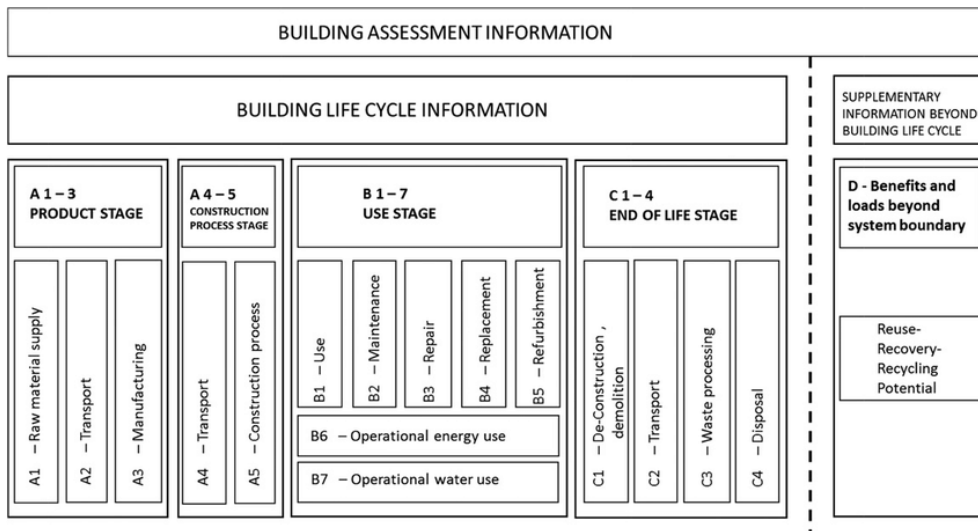 BUILDING ASSESSMENT INFORMATION
BUILDING LIFE CYCLE INFORMATION
SUPPLEMENTARY
INFORMATION BEYOND
BUILDING LIFE CYCLE
A 1 – 3
PRODUCT STAGE
A 4 – 5
CONSTRUCTION
PROCESS STAGE
B 1 – 7
USE STAGE
C 1 – 4
END OF LIFE STAGE
D - Benefits and
loads beyond
system boundary
A1 – Raw material supply
A2 – Transport
A3 – Manufacturing
A4 – Transport
A5 – Construction process
B1 – Use
B2 – Maintenance
B3 – Repair
B4 – Replacement
B5 – Refurbishment
B6 – Operational energy use
B7 – Operational water use
C1 – De-Construction ,
demolition
C2 – Transport
C3 – Waste processing
C4 – Disposal
Reuse-
Recovery-
Recycling
Potential